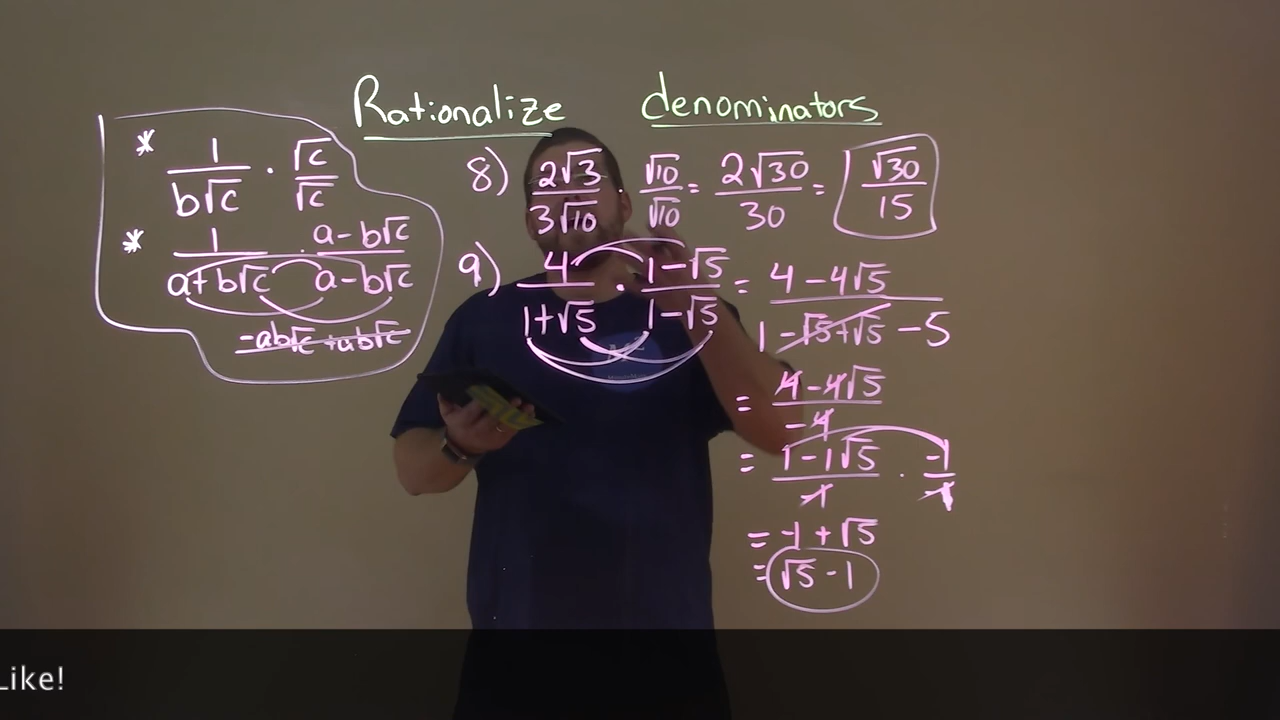 Rationalize denominators
* 1/(b√c) · √c/√c
* 1/(a+b√c) · (a-b√c)/(a-b√c)
-ab√c +ab√c
8) 2√3/(3√10) · √10/√10 = 2√30/30 = √30/15
9) 4/(1+√5) · (1-√5)/(1-√5) = (4-4√5)/(1-√5+√5-5)
= (4-4√5)/-4
= (1-1√5)/-1 · -1/-1
= -1+√5
= √5-1
Like!